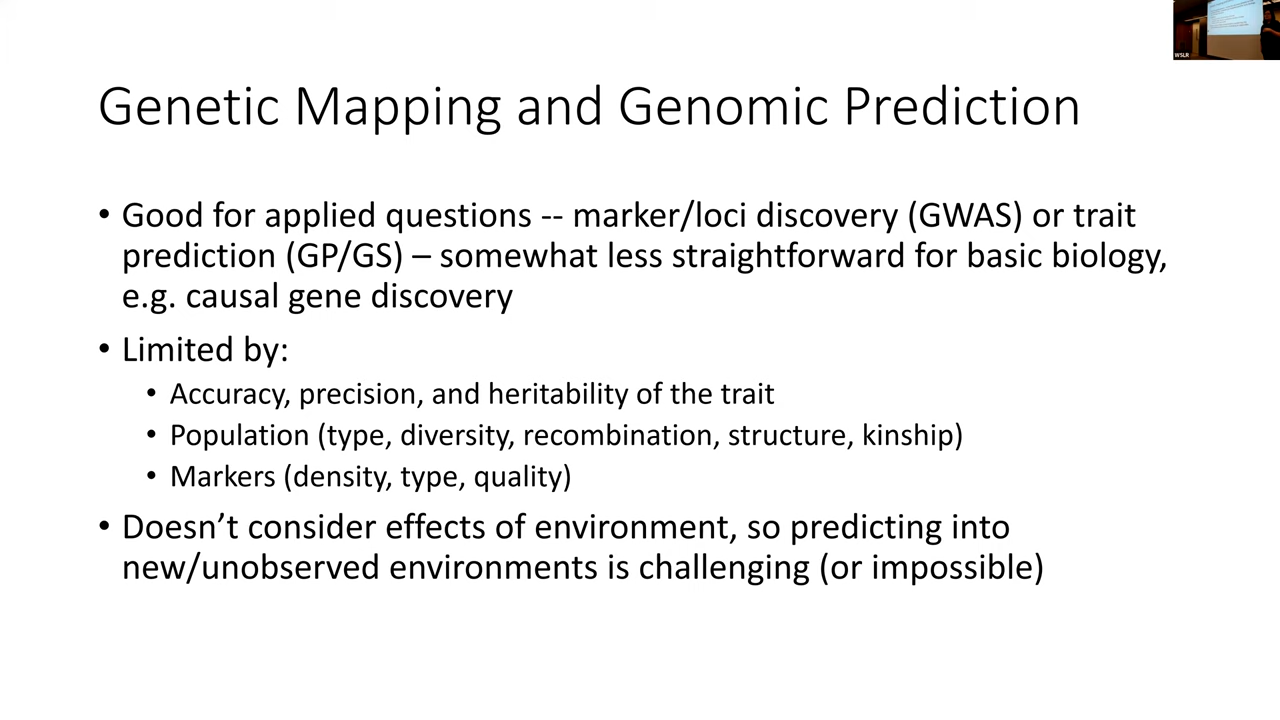 WSLR
Genetic Mapping and Genomic Prediction
• Good for applied questions -- marker/loci discovery (GWAS) or trait
prediction (GP/GS) – somewhat less straightforward for basic biology,
e.g. causal gene discovery
• Limited by:
• Accuracy, precision, and heritability of the trait
• Population (type, diversity, recombination, structure, kinship)
• Markers (density, type, quality)
• Doesn’t consider effects of environment, so predicting into
new/unobserved environments is challenging (or impossible)